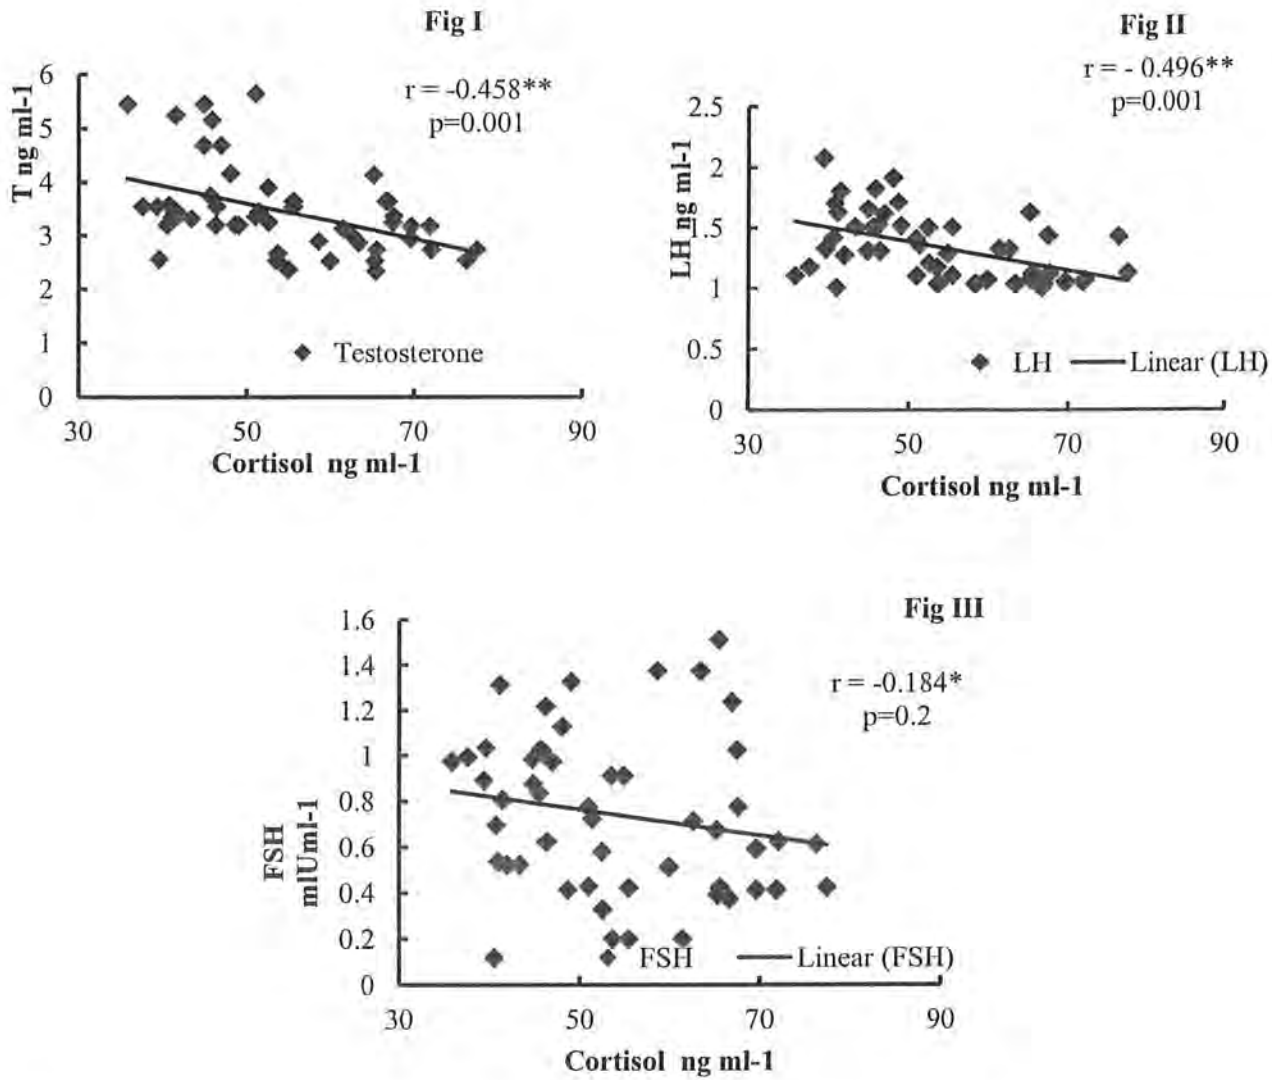 Fig I
r = -0.458**
p=0.001
T ng ml-1
6
5
4
3
2
1
0
Testosterone
30
50
70
90
Cortisol ng ml-1
Fig II
r = - 0.496**
p=0.001
LH ng ml-1
2.5
2
1.5
1
0.5
0
LH
Linear (LH)
30
50
70
90
Cortisol ng ml-1
Fig III
r = -0.184*
p=0.2
FSH
mIUml-1
1.6
1.4
1.2
1
0.8
0.6
0.4
0.2
0
FSH
Linear (FSH)
30
50
70
90
Cortisol ng ml-1